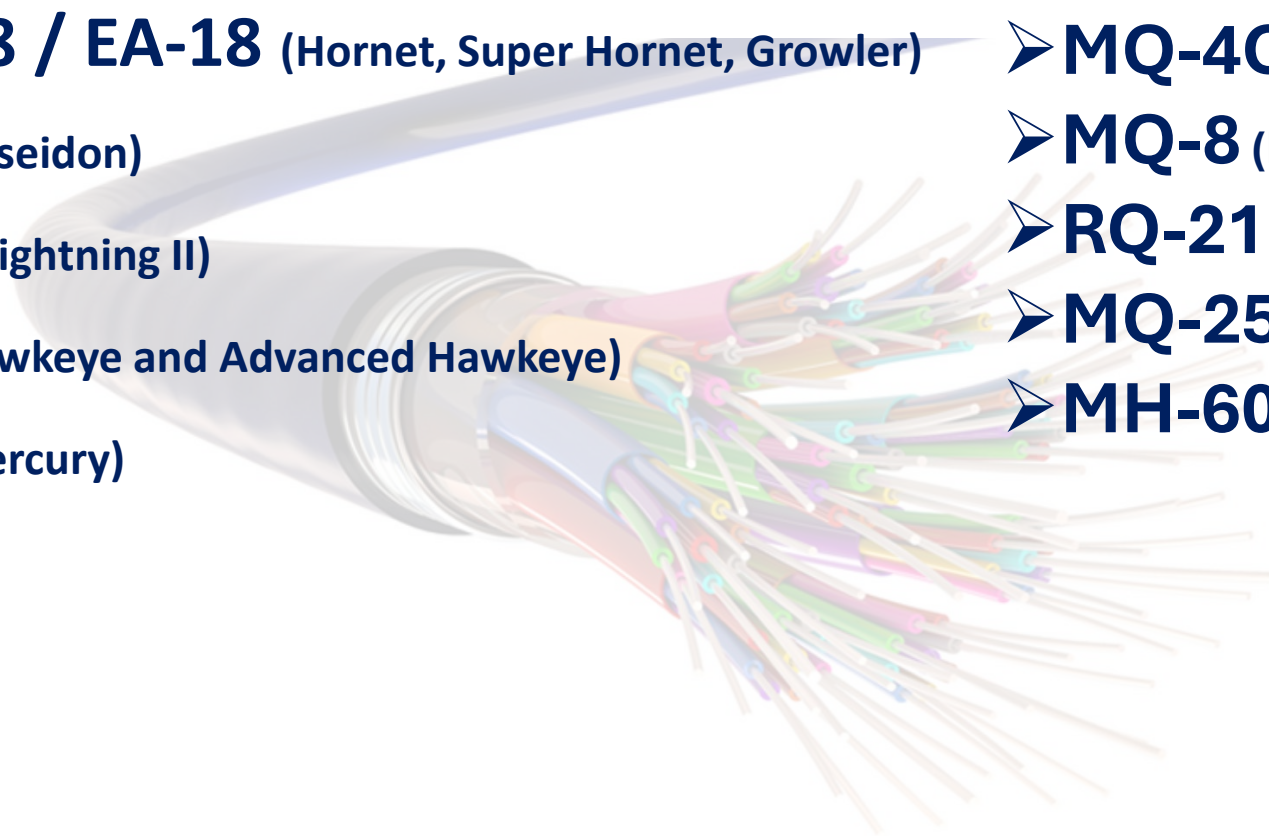 8 / EA-18 (Hornet, Super Hornet, Growler)
seidon)
ightning II)
wkeye and Advanced Hawkeye)
ercury)
➢MQ-4C
➢MQ-8 (
➢RQ-21
➢MQ-25
➢MH-60